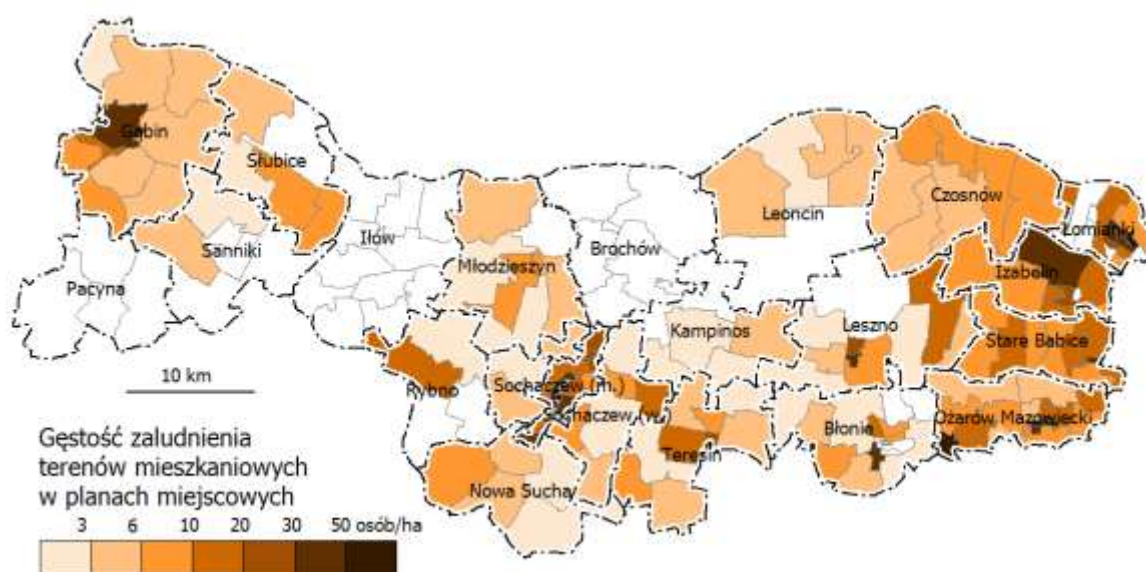 Gąbin
Słubice
Sanniki
Pacyna
Iłów
Młodzieszyn
Brochów
Leoncin
Czosnów
Łomianki
Izabelin
Kampinos
Leszno
Stare Babice
Rybno
Sochaczew (m.)
Sochaczew (w.)
Ożarów Mazowiecki
Błonie
Teresin
Nowa Suchay
10 km
Gęstość zaludnienia
terenów mieszkaniowych
w planach miejscowych
3 6 10 20 30 50 osób/ha